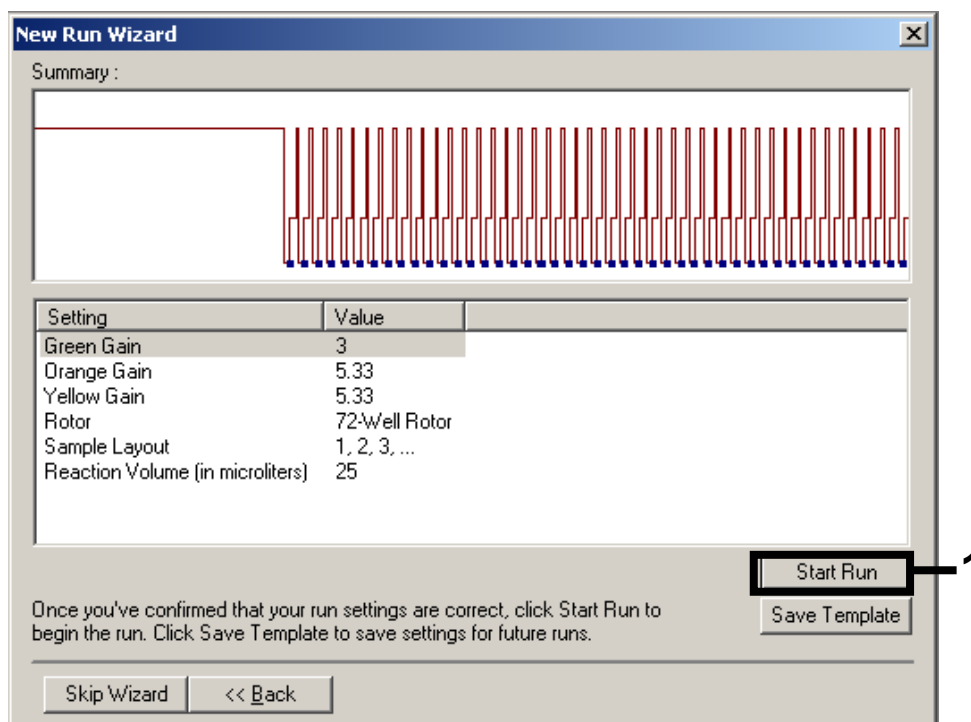 New Run Wizard
Summary :
Setting Value
Green Gain 3
Orange Gain 5.33
Yellow Gain 5.33
Rotor 72-Well Rotor
Sample Layout 1, 2, 3, ...
Reaction Volume (in microliters) 25
Start Run
1
Once you've confirmed that your run settings are correct, click Start Run to
begin the run. Click Save Template to save settings for future runs.
Save Template
Skip Wizard << Back